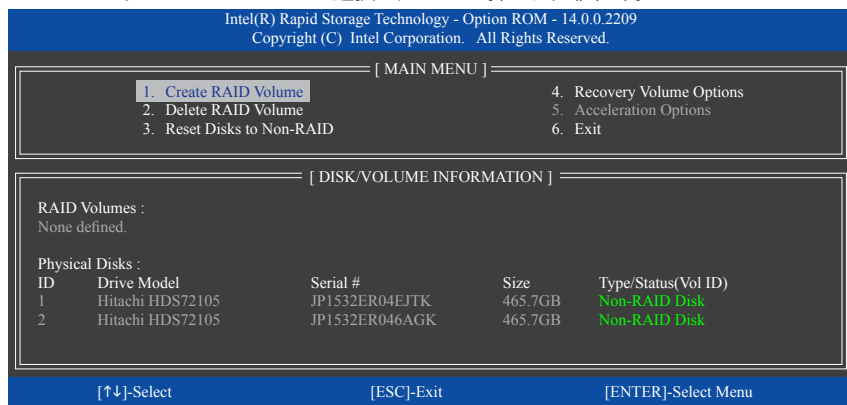 Intel(R) Rapid Storage Technology - Option ROM - 14.0.0.2209
Copyright (C) Intel Corporation. All Rights Reserved.
[ MAIN MENU ]
1. Create RAID Volume
2. Delete RAID Volume
3. Reset Disks to Non-RAID
4. Recovery Volume Options
5. Acceleration Options
6. Exit
[ DISK/VOLUME INFORMATION ]
RAID Volumes :
None defined.
Physical Disks :
ID Drive Model Serial # Size Type/Status(Vol ID)
1 Hitachi HDS72105 JP1532ER04EJTK 465.7GB Non-RAID Disk
2 Hitachi HDS72105 JP1532ER046AGK 465.7GB Non-RAID Disk
[↑↓]-Select [ESC]-Exit [ENTER]-Select Menu